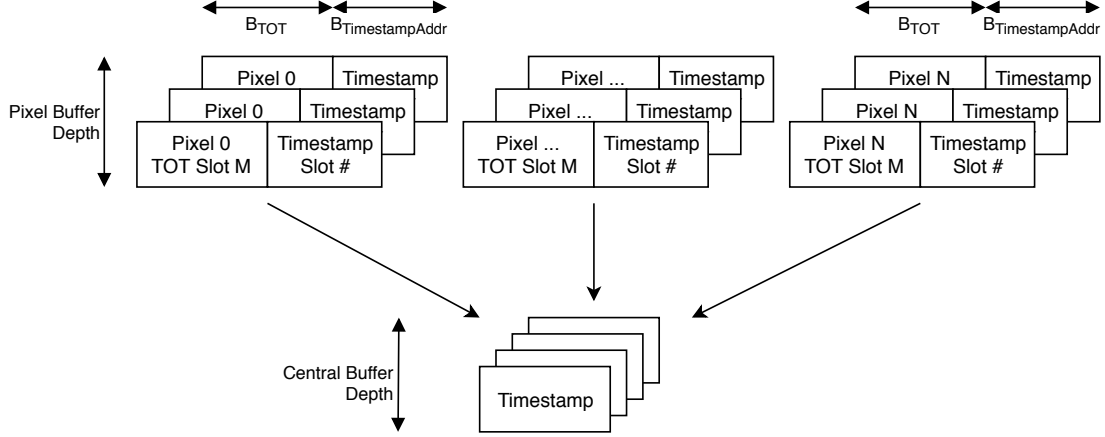 B_TOT B_TimestampAddr
B_TOT B_TimestampAddr
Pixel Buffer
Depth
Pixel 0 Timestamp
Pixel 0 Timestamp
Pixel 0 Timestamp
TOT Slot M Slot #
Pixel ... Timestamp
Pixel ... Timestamp
Pixel ... Timestamp
TOT Slot M Slot #
Pixel N Timestamp
Pixel N Timestamp
Pixel N Timestamp
TOT Slot M Slot #
Central Buffer
Depth
Timestamp